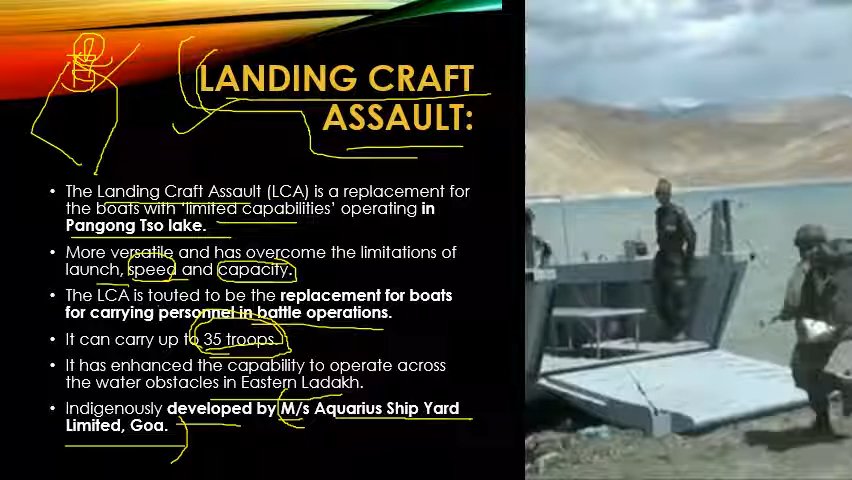 LANDING CRAFT
ASSAULT:
• The Landing Craft Assault (LCA) is a replacement for
the boats with ‘limited capabilities’ operating in
Pangong Tso lake.
• More versatile and has overcome the limitations of
launch, speed and capacity.
• The LCA is touted to be the replacement for boats
for carrying personnel in battle operations.
• It can carry up to 35 troops.
• It has enhanced the capability to operate across
the water obstacles in Eastern Ladakh.
• Indigenously developed by M/s Aquarius Ship Yard
Limited, Goa.